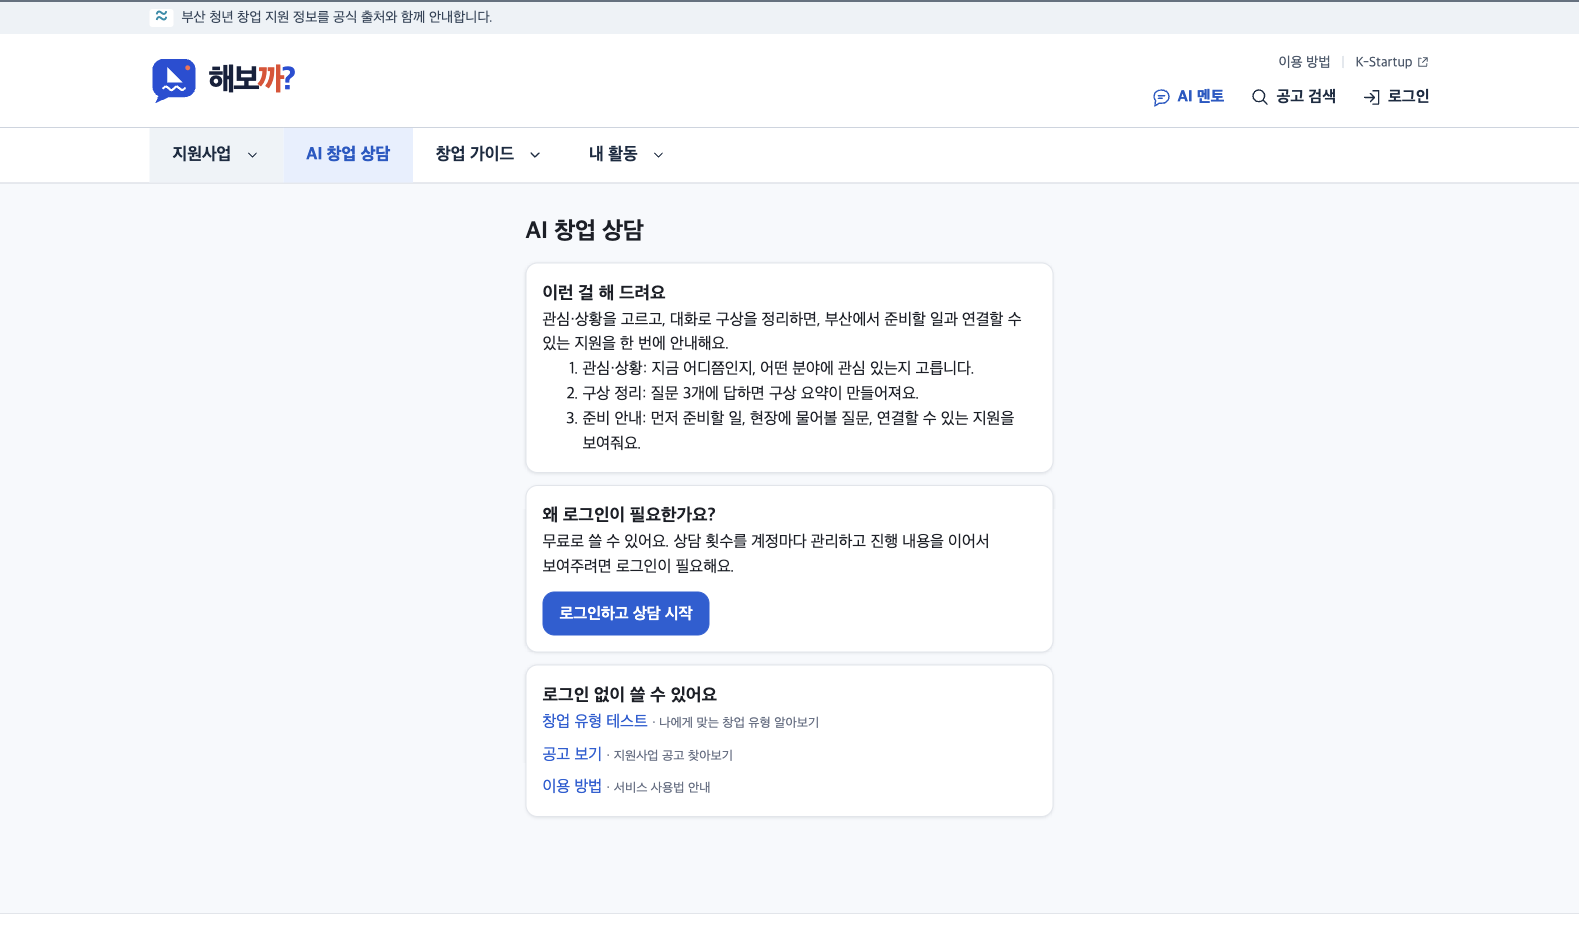 부산 청년 창업 지원 정보를 공식 출처와 함께 안내합니다.
해보까?
이용 방법
K-Startup
AI 멘토
공고 검색
로그인
지원사업
AI 창업 상담
창업 가이드
내 활동
AI 창업 상담
이런 걸 해 드려요
관심·상황을 고르고, 대화로 구상을 정리하면, 부산에서 준비할 일과 연결할 수
있는 지원을 한 번에 안내해요.
1. 관심·상황: 지금 어디쯤인지, 어떤 분야에 관심 있는지 고릅니다.
2. 구상 정리: 질문 3개에 답하면 구상 요약이 만들어져요.
3. 준비 안내: 먼저 준비할 일, 현장에 물어볼 질문, 연결할 수 있는 지원을
보여줘요.
왜 로그인이 필요한가요?
무료로 쓸 수 있어요. 상담 횟수를 계정마다 관리하고 진행 내용을 이어서
보여주려면 로그인이 필요해요.
로그인하고 상담 시작
로그인 없이 쓸 수 있어요
창업 유형 테스트 · 나에게 맞는 창업 유형 알아보기
공고 보기 · 지원사업 공고 찾아보기
이용 방법 · 서비스 사용법 안내